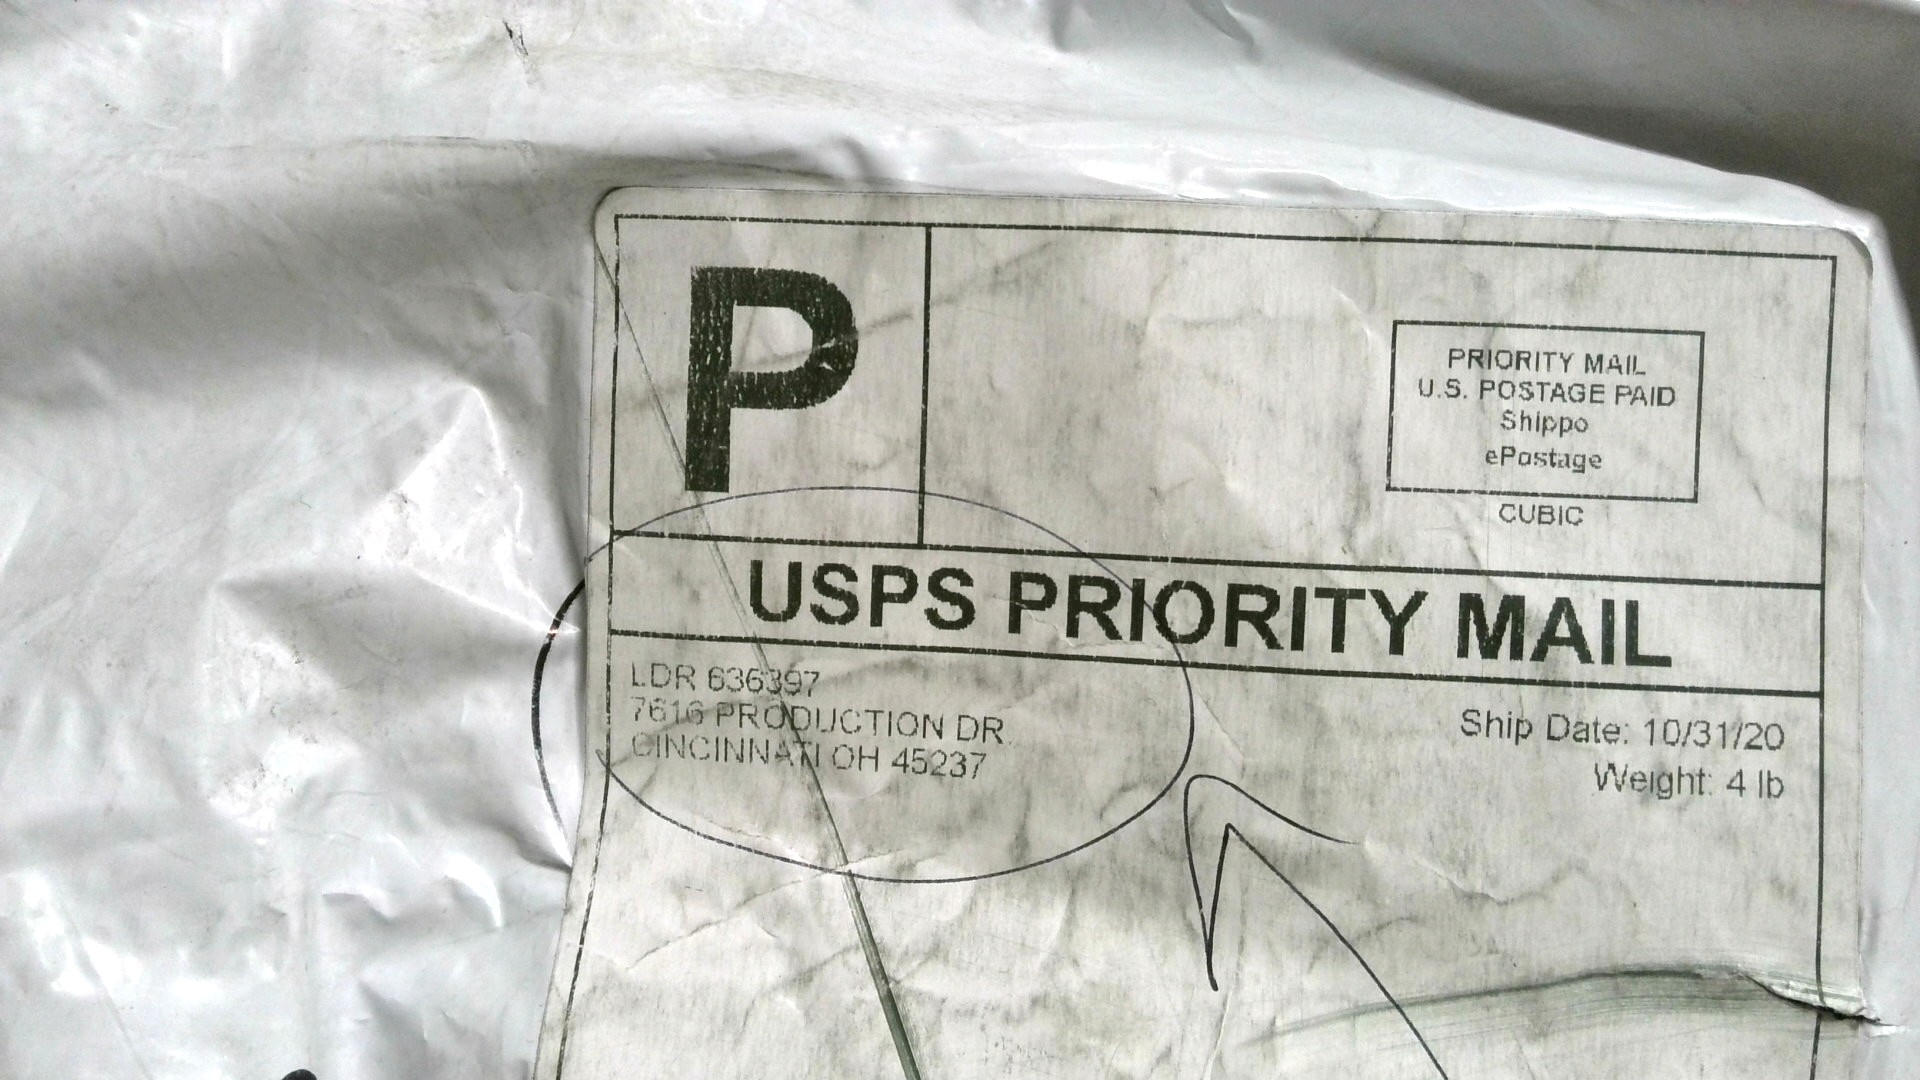 P
PRIORITY MAIL
U.S. POSTAGE PAID
Shippo
ePostage
CUBIC
USPS PRIORITY MAIL
LDR 636397
7616 PRODUCTION DR.
CINCINNATI OH 45237
Ship Date: 10/31/20
Weight: 4 lb